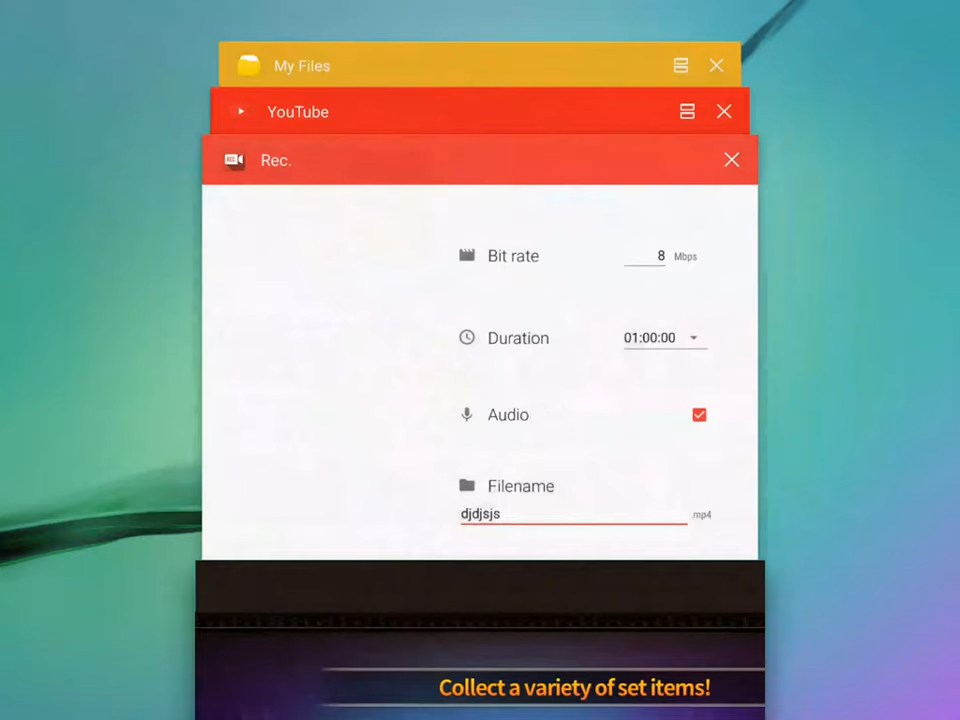 My Files
YouTube
REC
Rec.
Bit rate 8 Mbps
Duration 01:00:00
Audio
Filename
djdjsjs .mp4
Collect a variety of set items!